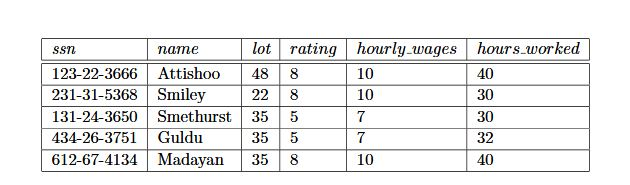 ssn name lot rating hourly_wages hours_worked
123-22-3666 Attishoo 48 8 10 40
231-31-5368 Smiley 22 8 10 30
131-24-3650 Smethurst 35 5 7 30
434-26-3751 Guldu 35 5 7 32
612-67-4134 Madayan 35 8 10 40